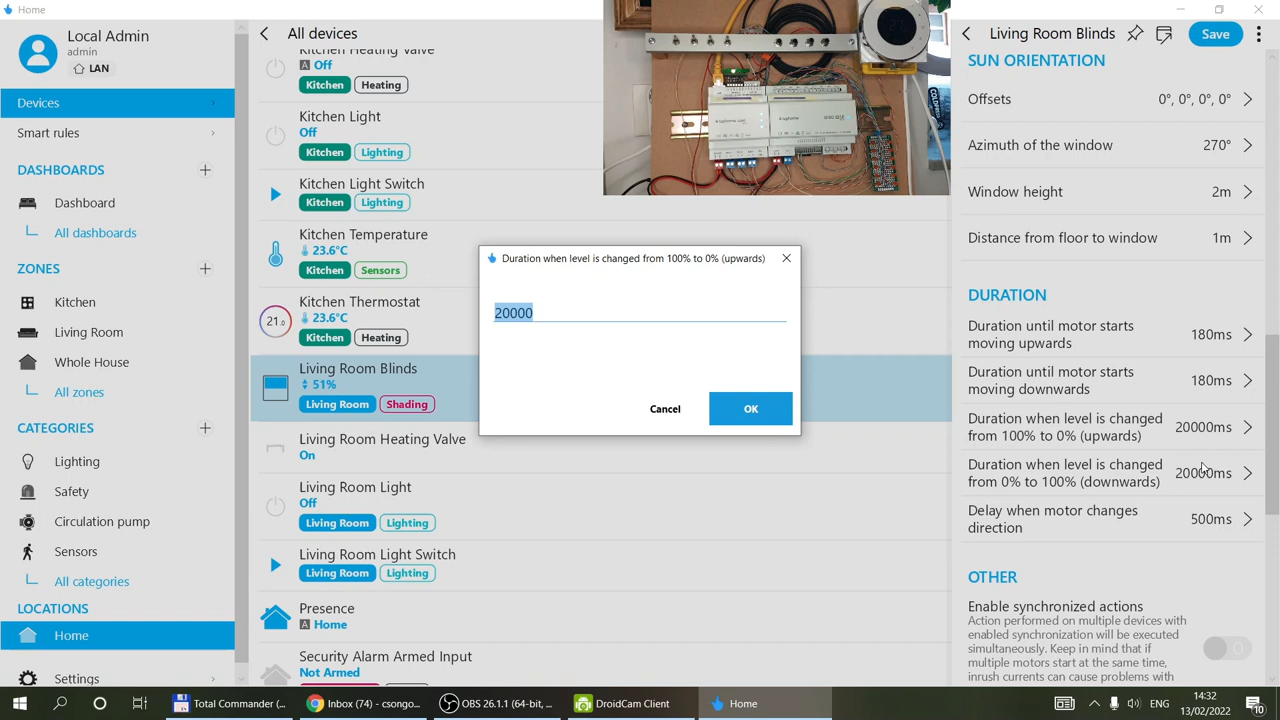 Home
Local Admin
admin
LAN
Devices
Smart rules
DASHBOARDS
Dashboard
All dashboards
ZONES
Kitchen
Living Room
Whole House
All zones
CATEGORIES
Lighting
Safety
Circulation pump
Sensors
All categories
LOCATIONS
Home
Settings
All devices
Kitchen Heating Valve
A Off
Kitchen Heating
Kitchen Light
Off
Kitchen Lighting
Kitchen Light Switch
Kitchen Lighting
Kitchen Temperature
23.6°C
Kitchen Sensors
Kitchen Thermostat
21.0
23.6°C
Kitchen Heating
Living Room Blinds
51%
Living Room Shading
Living Room Heating Valve
On
Living Room Light
Off
Living Room Lighting
Living Room Light Switch
Living Room Lighting
Presence
A Home
Security Alarm Armed Input
Not Armed
Duration when level is changed from 100% to 0% (upwards)
20000
Cancel OK
Living Room Blinds Save
SUN ORIENTATION
Offsets 0°, 0°, 0°, 0°
Azimuth of the window 270°
Window height 2m
Distance from floor to window 1m
DURATION
Duration until motor starts
moving upwards 180ms
Duration until motor starts
moving downwards 180ms
Duration when level is changed
from 100% to 0% (upwards) 20000ms
Duration when level is changed
from 0% to 100% (downwards) 20000ms
Delay when motor changes
direction 500ms
OTHER
Enable synchronized actions
Action performed on multiple devices with
enabled synchronization will be executed
simultaneously. Keep in mind that if
multiple motors start at the same time,
inrush currents can cause problems with
Total Commander (...
Inbox (74) - csongo...
OBS 26.1.1 (64-bit, ...
DroidCam Client
Home
ENG
14:32
13/02/2022